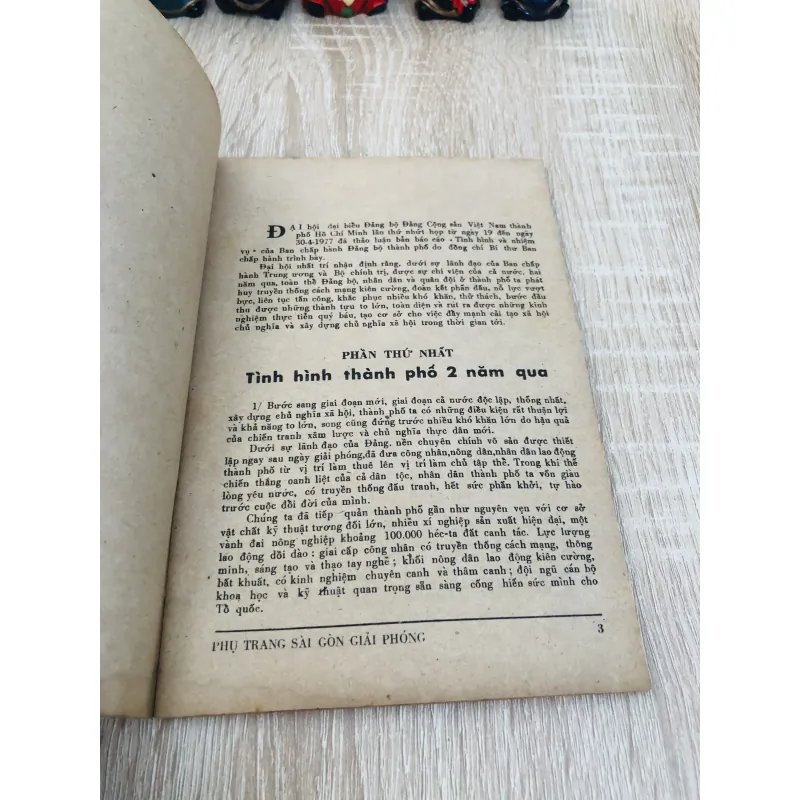 ĐẠI hội đại biểu Đảng bộ Đảng Cộng sản Việt Nam thành
phố Hồ Chí Minh lần thứ nhứt họp từ ngày 19 đến ngày
30-4-1977 đã thảo luận bản báo cáo «Tình hình và nhiệm
vụ» của Ban chấp hành Đảng bộ thành phố do đồng chí Bí thư Ban
chấp hành trình bày.
Đại hội nhất trí nhận định rằng, dưới sự lãnh đạo của Ban chấp
hành Trung ương và Bộ chính trị, được sự chi viện của cả nước, hai
năm qua, toàn thể Đảng bộ, nhân dân và quân đội ở thành phố ta phát
huy truyền thống cách mạng kiên cường, đoàn kết phấn đấu, nỗ lực vượt
bực, liên tục tấn công, khắc phục nhiều khó khăn, thử thách, bước đầu
thu được những thành tựu to lớn, toàn diện và rút ra được những kinh
nghiệm thực tiễn quý báu, tạo cơ sở cho việc đẩy mạnh cải tạo xã hội
chủ nghĩa và xây dựng chủ nghĩa xã hội trong thời gian tới.
PHẦN THỨ NHẤT
Tình hình thành phố 2 năm qua
1/ Bước sang giai đoạn mới, giai đoạn cả nước độc lập, thống nhất,
xây dựng chủ nghĩa xã hội, thành phố ta có những điều kiện rất thuận lợi
và khả năng to lớn, song cũng đứng trước nhiều khó khăn lớn do hậu quả
của chiến tranh xâm lược và chủ nghĩa thực dân mới.
Dưới sự lãnh đạo của Đảng, nền chuyên chính vô sản được thiết
lập ngay sau ngày giải phóng, đã đưa công nhân, nông dân, nhân dân lao động
thành phố từ vị trí làm thuê lên vị trí làm chủ tập thể. Trong khí thế
chiến thắng oanh liệt của cả dân tộc, nhân dân thành phố ta vốn giàu
lòng yêu nước, có truyền thống đấu tranh, hết sức phấn khởi, tự hào
trước cuộc đổi đời của mình.
Chúng ta đã tiếp quản thành phố gần như nguyên vẹn với cơ sở
vật chất kỹ thuật tương đối lớn, nhiều xí nghiệp sản xuất hiện đại, một
vành đai nông nghiệp khoảng 100.000 héc-ta đất canh tác. Lực lượng
lao động dồi dào : giai cấp công nhân có truyền thống cách mạng, thông
minh, sáng tạo và thạo tay nghề ; khối nông dân lao động kiên cường,
bất khuất, có kinh nghiệm chuyên canh và thâm canh ; đội ngũ cán bộ
khoa học và kỹ thuật quan trọng sẵn sàng cống hiến sức mình cho
Tổ quốc.
PHỤ TRANG SÀI GÒN GIẢI PHÓNG
3